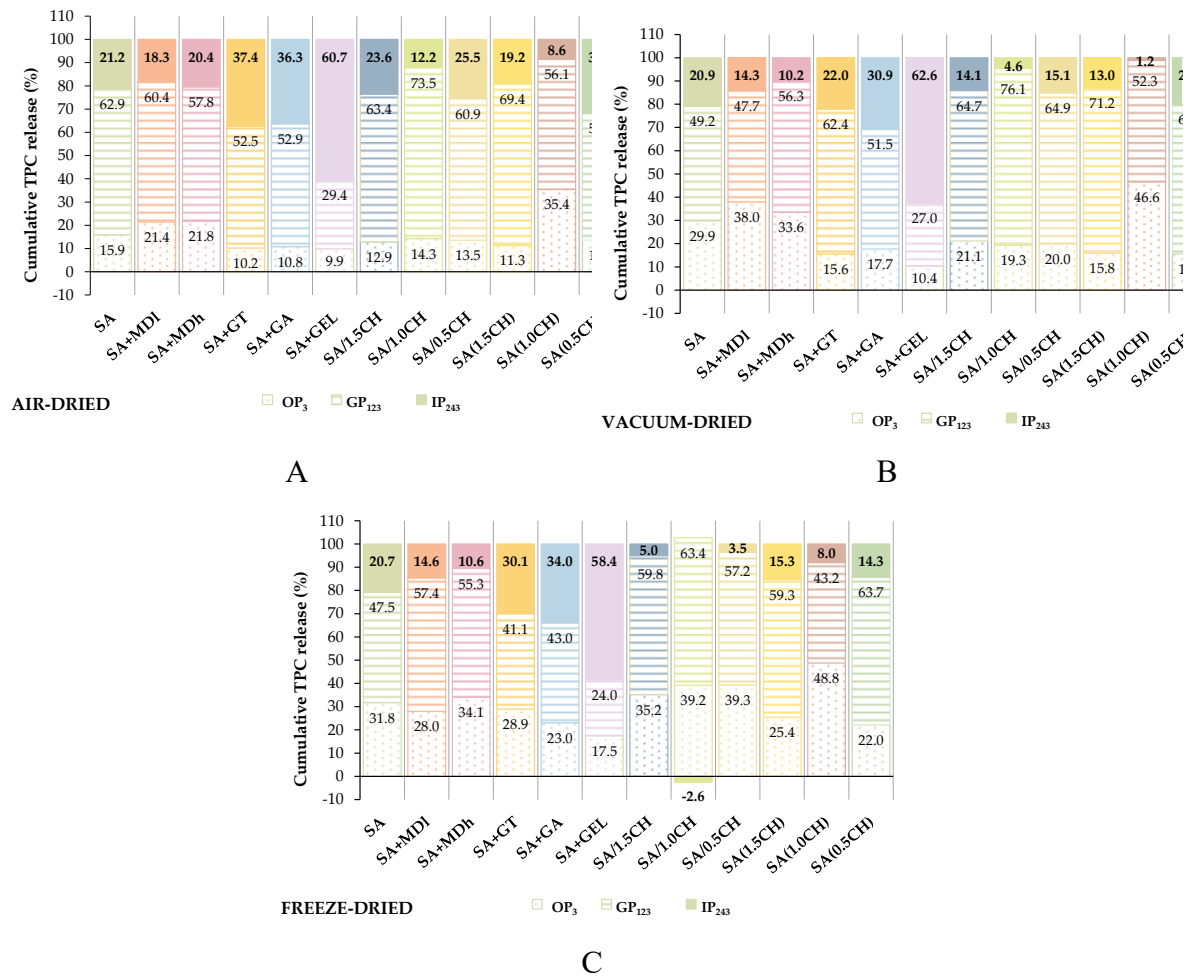 110
100
90
80
70
60
50
40
30
20
10
0
-10
Cumulative TPC release (%)
21.2 18.3 20.4 37.4 36.3 60.7 23.6 12.2 25.5 19.2 8.6 3
62.9 60.4 57.8 52.5 52.9 29.4 63.4 73.5 60.9 69.4 56.1 5
15.9 21.4 21.8 10.2 10.8 9.9 12.9 14.3 13.5 11.3 35.4 1
SA SA+MDl SA+MDh SA+GT SA+GA SA+GEL SA/1.5CH SA/1.0CH SA/0.5CH SA(1.5CH) SA(1.0CH) SA(0.5CH
AIR-DRIED OP3 GP123 IP243
A
110
100
90
80
70
60
50
40
30
20
10
0
-10
Cumulative TPC release (%)
20.9 14.3 10.2 22.0 30.9 62.6 14.1 4.6 15.1 13.0 1.2 2
49.2 47.7 56.3 62.4 51.5 27.0 64.7 76.1 64.9 71.2 52.3 6
29.9 38.0 33.6 15.6 17.7 10.4 21.1 19.3 20.0 15.8 46.6 1
SA SA+MDl SA+MDh SA+GT SA+GA SA+GEL SA/1.5CH SA/1.0CH SA/0.5CH SA(1.5CH) SA(1.0CH) SA(0.5CH
VACUUM-DRIED OP3 GP123 IP243
B
110
100
90
80
70
60
50
40
30
20
10
0
-10
Cumulative TPC release (%)
20.7 14.6 10.6 30.1 34.0 58.4 5.0 -2.6 3.5 15.3 8.0 14.3
47.5 57.4 55.3 41.1 43.0 24.0 59.8 63.4 57.2 59.3 43.2 63.7
31.8 28.0 34.1 28.9 23.0 17.5 35.2 39.2 39.3 25.4 48.8 22.0
SA SA+MDl SA+MDh SA+GT SA+GA SA+GEL SA/1.5CH SA/1.0CH SA/0.5CH SA(1.5CH) SA(1.0CH) SA(0.5CH)
FREEZE-DRIED OP3 GP123 IP243
C